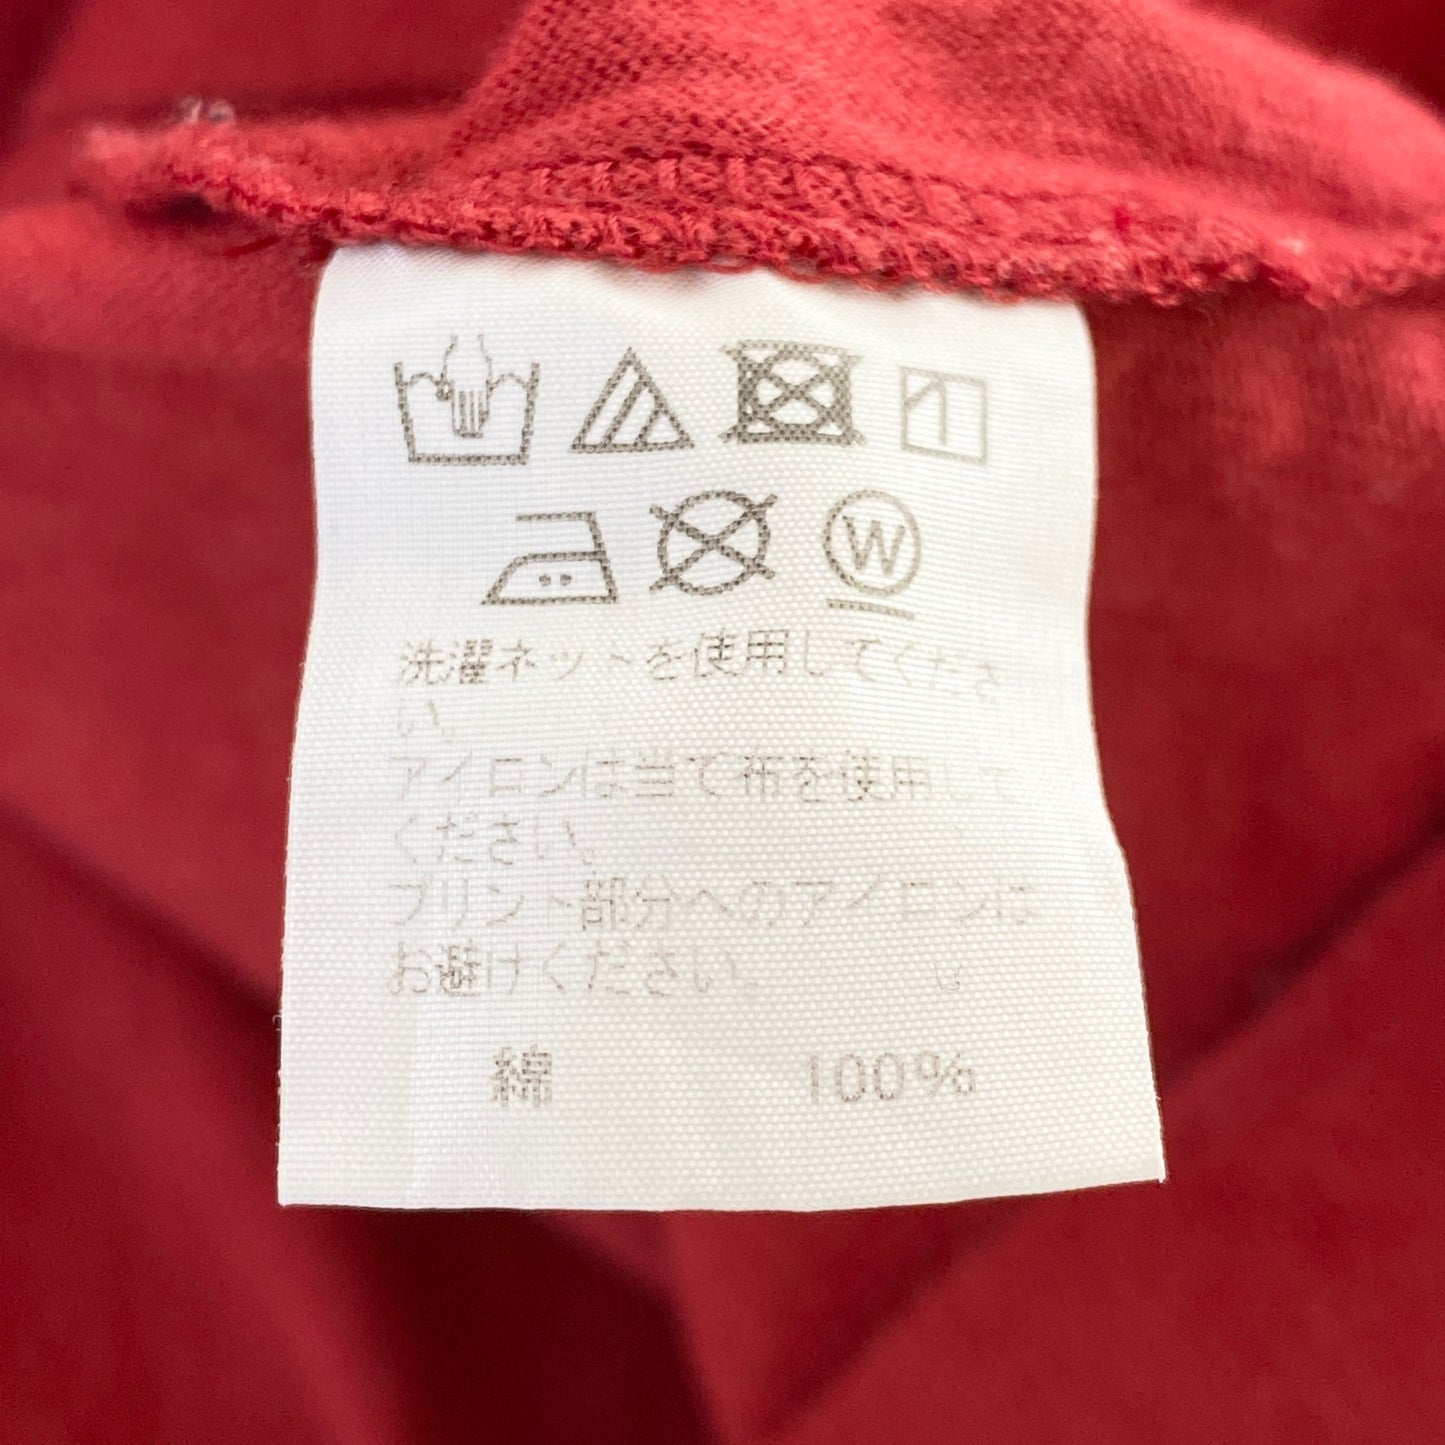 W
洗濯ネットを使用してくださ
い。
アイロンは当て布を使用して
ください。
プリント部分へのアイロンは
お避けください。
綿 100%